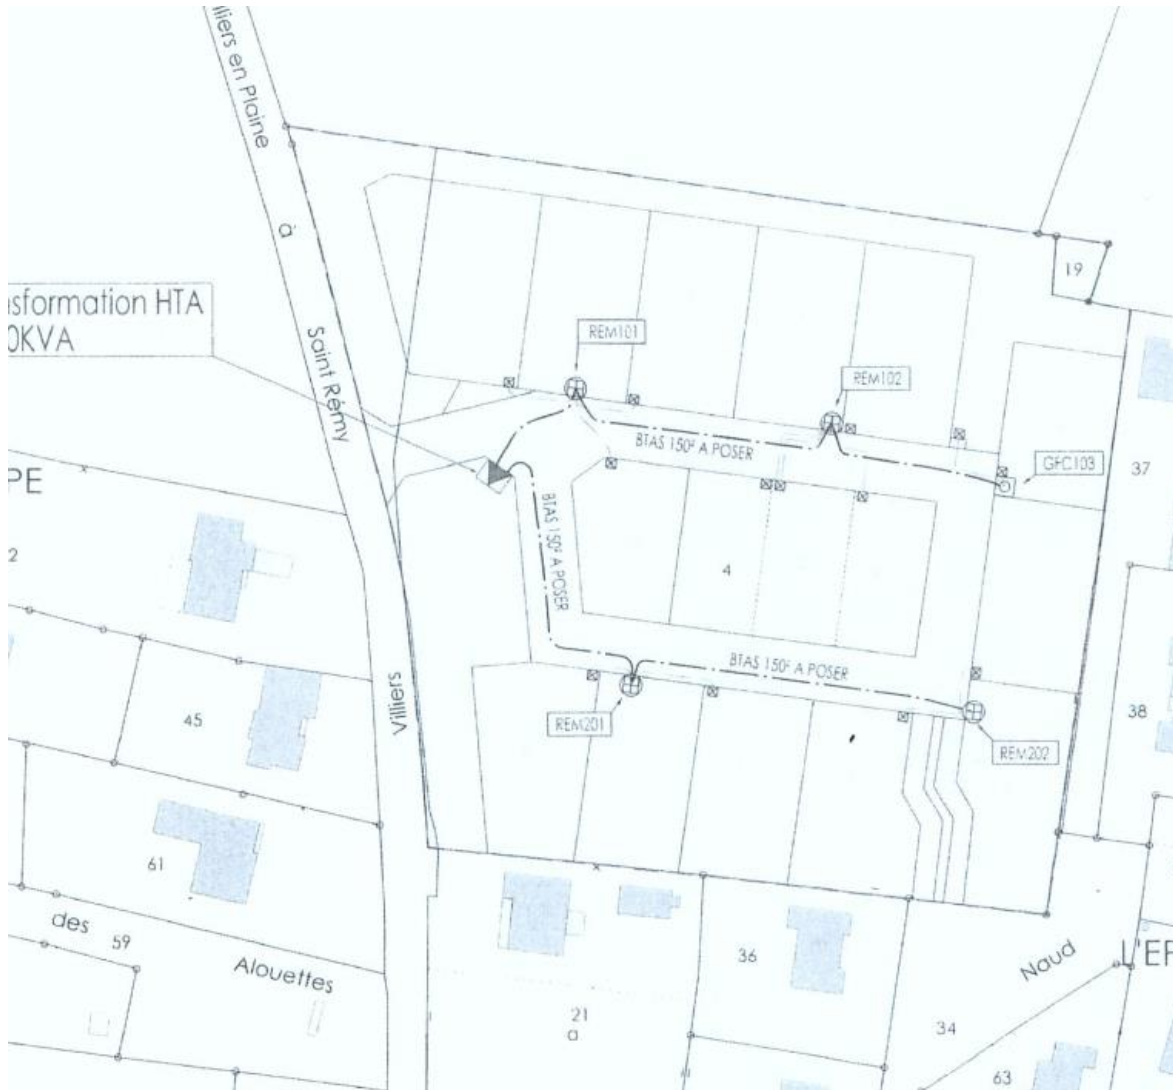 lliers en Plaine
à
19
sformation HTA
0KVA
Saint Rémy
REM101
REM102
BTAS 150² A POSER
GFC103
37
PE
BTAS 150² A POSER
2
4
BTAS 150² A POSER
45
Villiers
REM201
REM202
38
61
des 59
Alouettes
36
Naud
L'EP
21
a
34
63